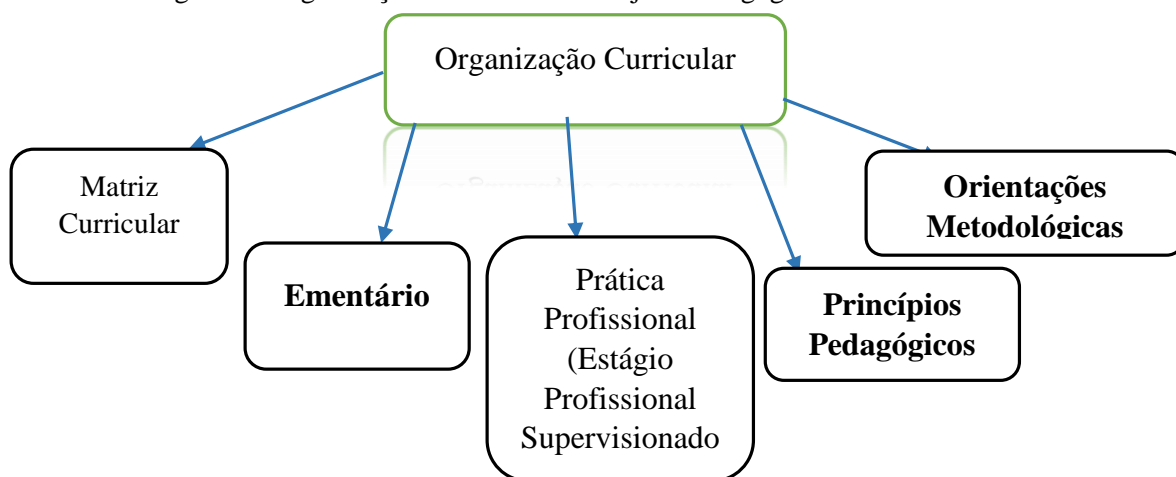 Organização Curricular
Matriz
Curricular
Ementário
Prática
Profissional
(Estágio
Profissional
Supervisionado
Princípios
Pedagógicos
Orientações
Metodológicas